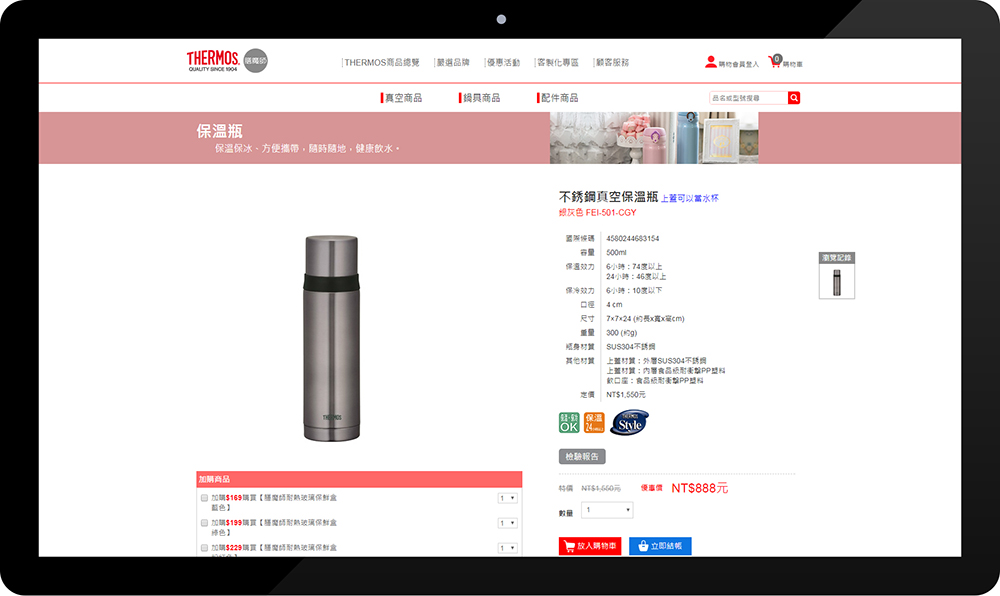 THERMOS.
QUALITY SINCE 1904
膳魔師
THERMOS商品總覽
嚴選品牌
優惠活動
客製化專區
顧客服務
購物會員登入
0
購物車
真空商品
鍋具商品
配件商品
品名或型號搜尋
保溫瓶
保溫保冰、方便攜帶，隨時隨地，健康飲水。
不銹鋼真空保溫瓶 上蓋可以當水杯
銀灰色 FEI-501-CGY
國際條碼 4580244683154
容量 500ml
保溫效力 6小時：74度以上
24小時：46度以上
保冷效力 6小時：10度以下
口徑 4 cm
尺寸 7×7×24 (約長x寬x高cm)
重量 300 (約g)
瓶身材質 SUS304不銹鋼
其他材質 上蓋材質：外層SUS304不銹鋼
上蓋材質：內層食品級耐衝擊PP塑料
飲口座：食品級耐衝擊PP塑料
定價 NT$1,550元
瀏覽記錄
OK
保溫
24
THERMOS
Style
檢驗報告
特價 NT$1,550元 優惠價 NT$888元
數量 1
放入購物車
立即結帳
THERMOS
加購商品
加購$169購買【膳魔師耐熱玻璃保鮮盒
藍色】
1
加購$199購買【膳魔師耐熱玻璃保鮮盒
綠色】
1
加購$229購買【膳魔師耐熱玻璃保鮮盒
1